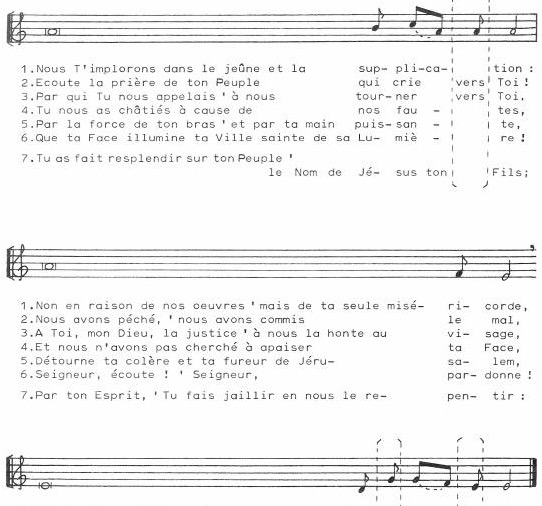 1.Nous T'implorons dans le jeûne et la sup- pli-ca- tion :
2.Ecoute la prière de ton Peuple qui crie vers Toi !
3.Par qui Tu nous appelais ' à nous tour- ner vers Toi.
4.Tu nous as châtiés à cause de nos fau - tes,
5.Par la force de ton bras ' et par ta main puis- san - te,
6.Que ta Face illumine ta Ville sainte de sa Lu- miè - re !
7.Tu as fait resplendir sur ton Peuple '
le Nom de Jé- sus ton Fils;
1.Non en raison de nos oeuvres ' mais de ta seule misé- ri- corde,
2.Nous avons péché, ' nous avons commis le mal,
3.A Toi, mon Dieu, la justice ' à nous la honte au vi- sage,
4.Et nous n'avons pas cherché à apaiser ta Face,
5.Détourne ta colère et ta fureur de Jéru- sa- lem,
6.Seigneur, écoute ! ' Seigneur, par- donne !
7.Par ton Esprit, ' Tu fais jaillir en nous le re- pen- tir :